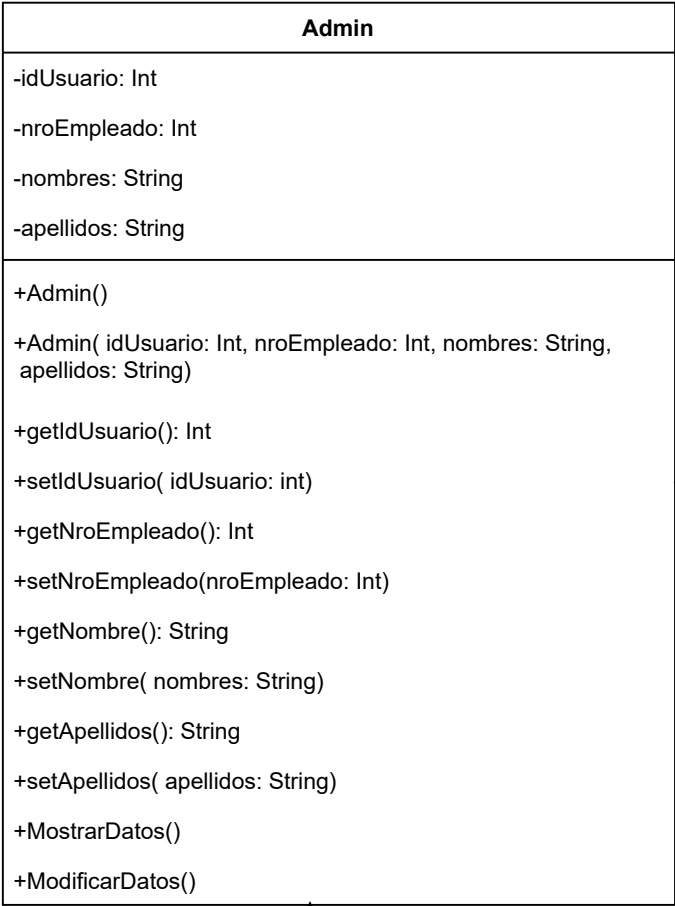 Admin
-idUsuario: Int
-nroEmpleado: Int
-nombres: String
-apellidos: String
+Admin()
+Admin( idUsuario: Int, nroEmpleado: Int, nombres: String,
apellidos: String)
+getIdUsuario(): Int
+setIdUsuario( idUsuario: int)
+getNroEmpleado(): Int
+setNroEmpleado(nroEmpleado: Int)
+getNombre(): String
+setNombre( nombres: String)
+getApellidos(): String
+setApellidos( apellidos: String)
+MostrarDatos()
+ModificarDatos()